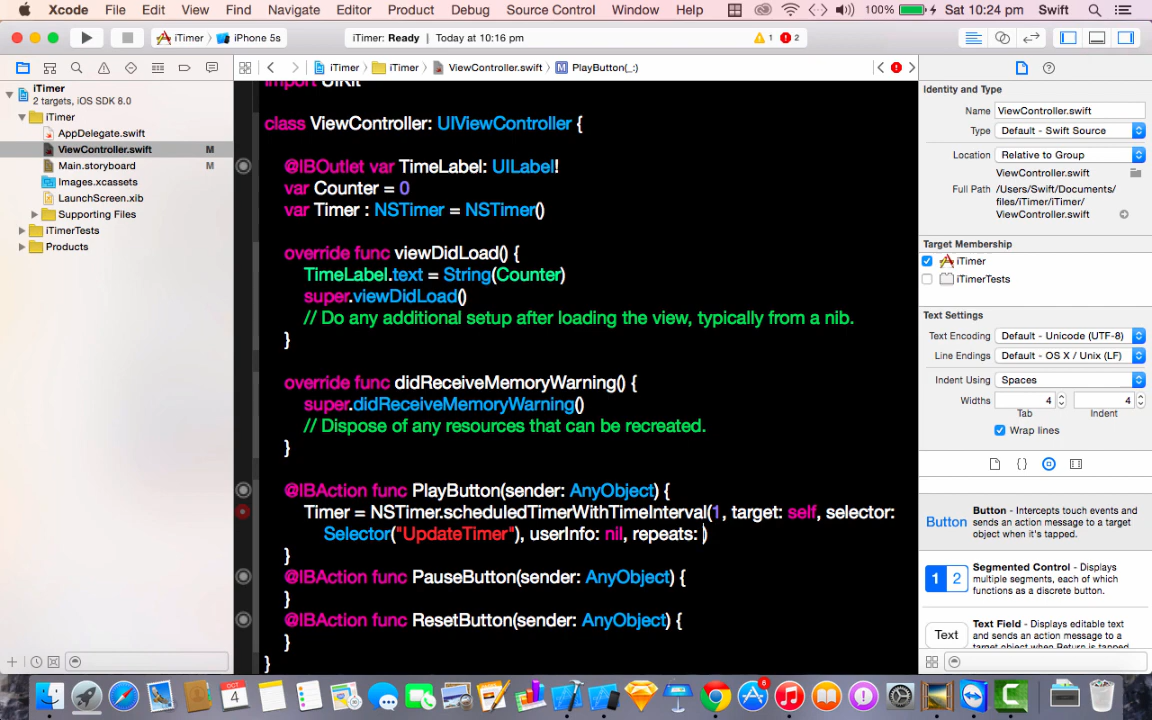 Xcode File Edit View Find Navigate Editor Product Debug Source Control Window Help 100% Sat 10:24 pm Swift
iTimer iPhone 5s iTimer: Ready Today at 10:16 pm 1 2
iTimer iTimer ViewController.swift M PlayButton(_:)
iTimer
2 targets, iOS SDK 8.0
iTimer
AppDelegate.swift
ViewController.swift M
Main.storyboard M
Images.xcassets
LaunchScreen.xib
Supporting Files
iTimerTests
Products
import UIKit
class ViewController: UIViewController {
@IBOutlet var TimeLabel: UILabel!
var Counter = 0
var Timer : NSTimer = NSTimer()
override func viewDidLoad() {
TimeLabel.text = String(Counter)
super.viewDidLoad()
// Do any additional setup after loading the view, typically from a nib.
}
override func didReceiveMemoryWarning() {
super.didReceiveMemoryWarning()
// Dispose of any resources that can be recreated.
}
@IBAction func PlayButton(sender: AnyObject) {
Timer = NSTimer.scheduledTimerWithTimeInterval(1, target: self, selector:
Selector("UpdateTimer"), userInfo: nil, repeats: )
}
@IBAction func PauseButton(sender: AnyObject) {
}
@IBAction func ResetButton(sender: AnyObject) {
}
}
Identity and Type
Name ViewController.swift
Type Default - Swift Source
Location Relative to Group
ViewController.swift
Full Path /Users/Swift/Documents/
files/iTimer/iTimer/
ViewController.swift
Target Membership
iTimer
iTimerTests
Text Settings
Text Encoding Default - Unicode (UTF-8)
Line Endings Default - OS X / Unix (LF)
Indent Using Spaces
Widths 4 4
Tab Indent
Wrap lines
{ }
Button Button - Intercepts touch events and
sends an action message to a target
object when it's tapped.
1 2 Segmented Control - Displays
multiple segments, each of which
functions as a discrete button.
Text Text Field - Displays editable text
and sends an action message to a
target object when Return is tapped
OCT
4
6